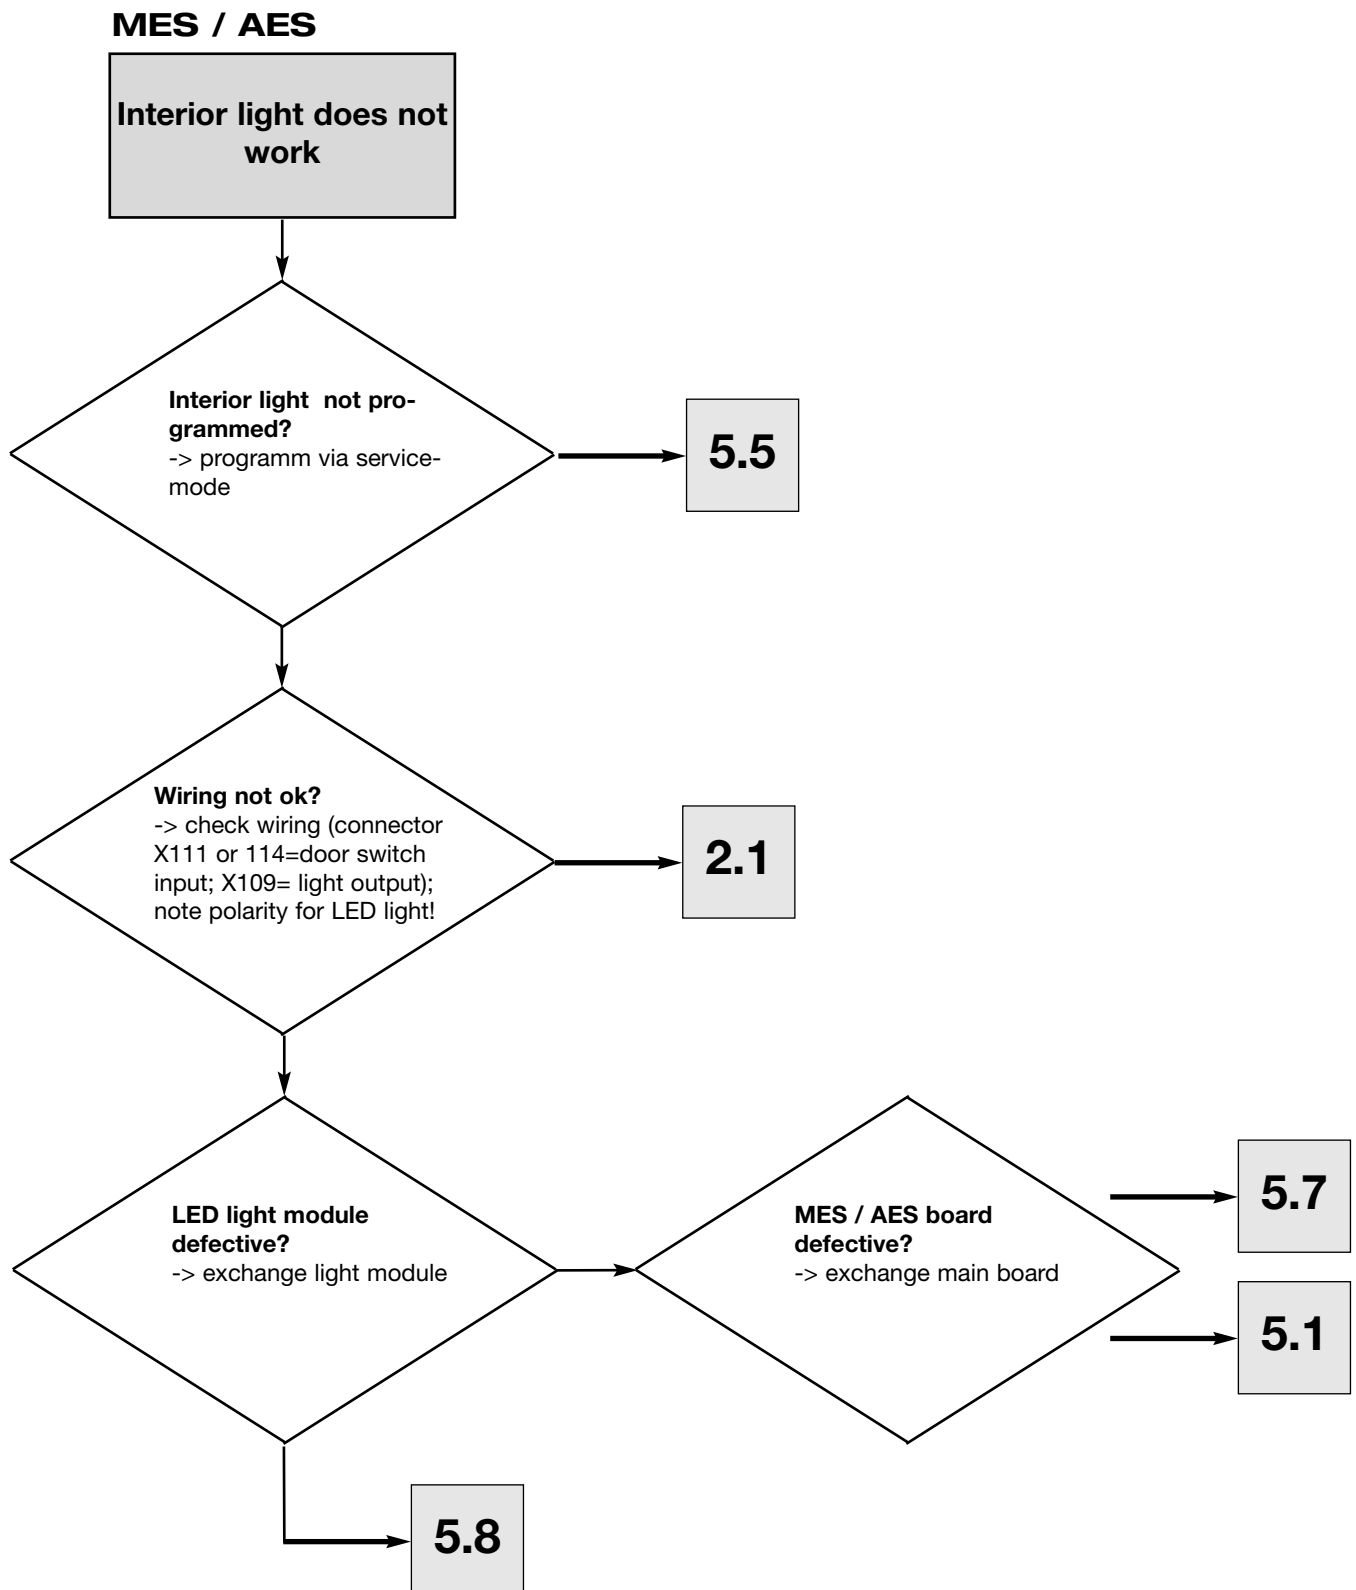 MES / AES
Interior light does not
work
Interior light  not pro-
grammed?
-> programm via service-
mode
5.5
Wiring not ok?
-> check wiring (connector
X111 or 114=door switch
input; X109= light output);
note polarity for LED light!
2.1
LED light module
defective?
-> exchange light module
MES / AES board
defective?
-> exchange main board
5.7
5.1
5.8